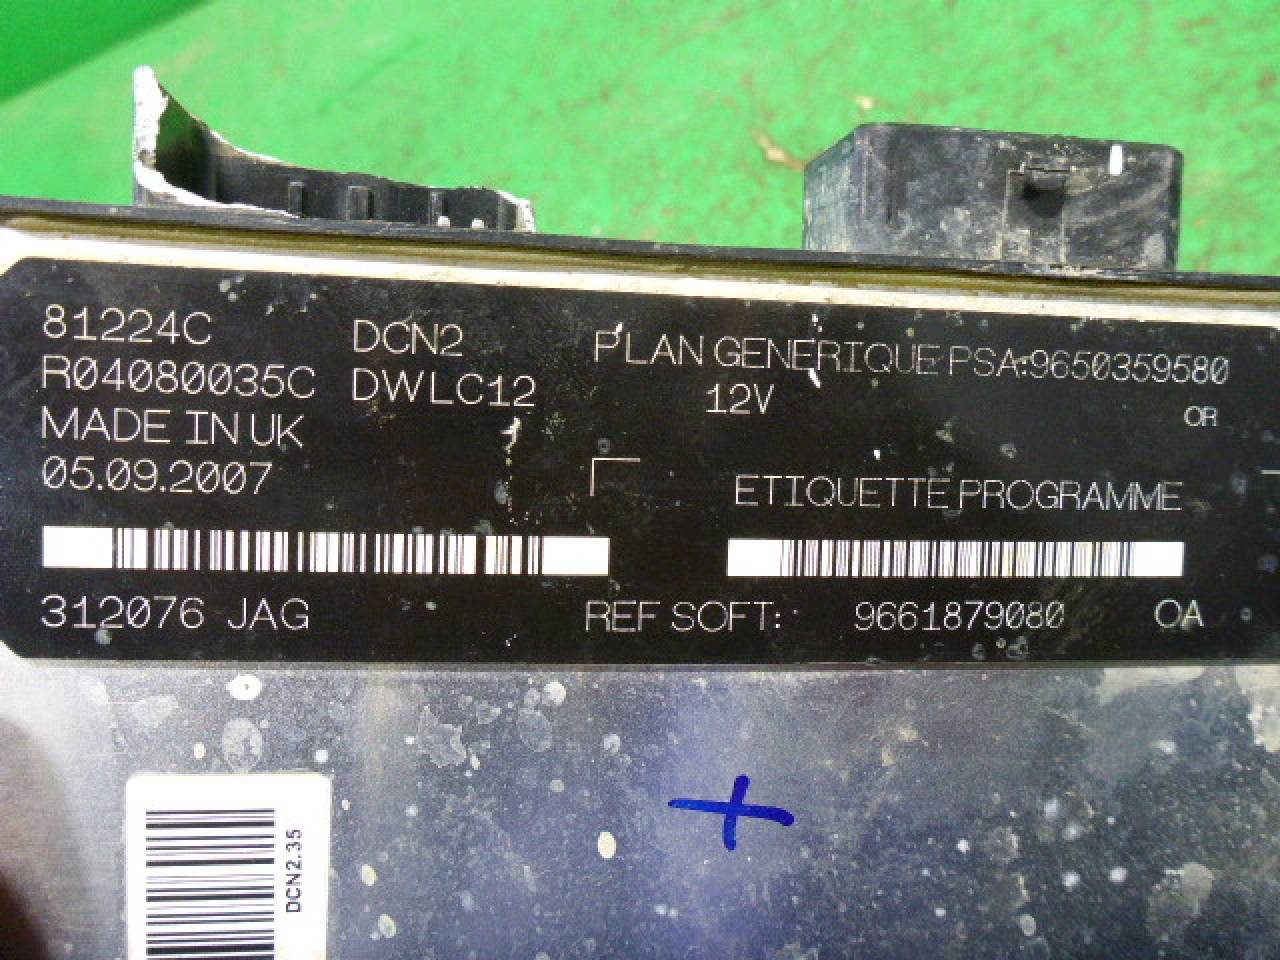 81224C
R04080035C
MADE IN UK
05.09.2007
DCN2
DWLC12
PLAN GENERIQUE PSA:9650359580
12V
OR
ETIQUETTE PROGRAMME
312076 JAG
REF SOFT: 9661879080 OA
DCN2.35